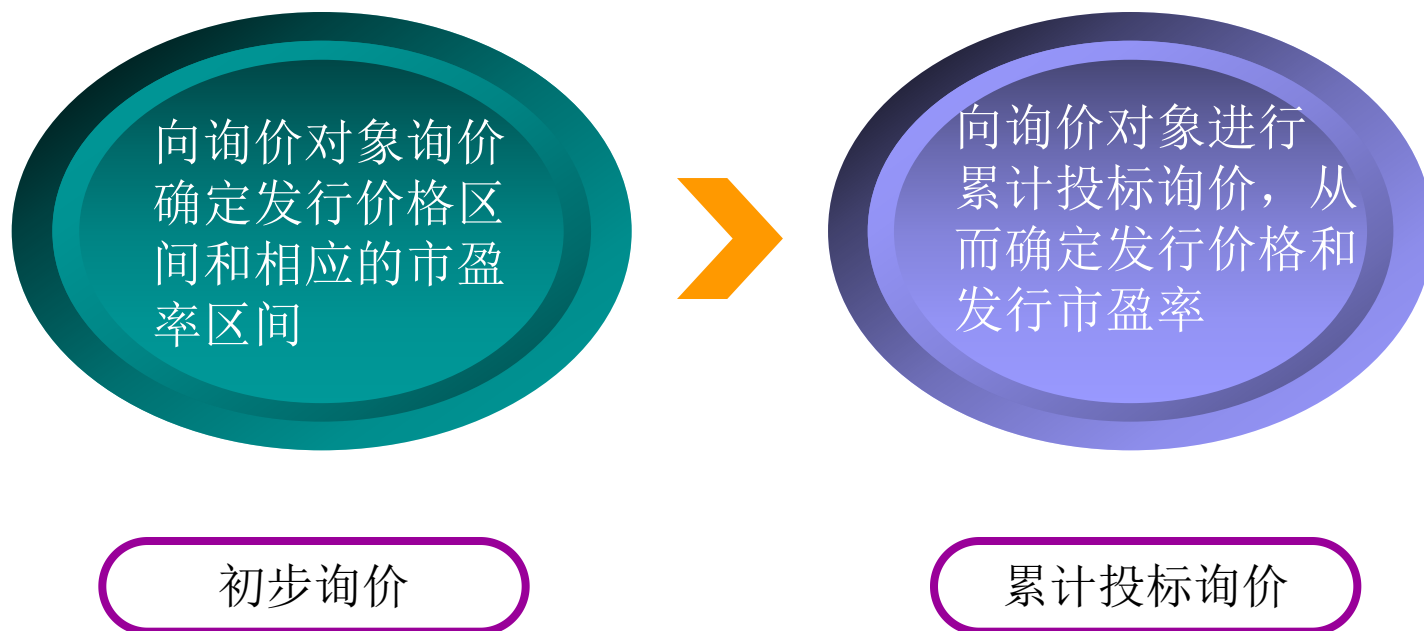 向询价对象询价
确定发行价格区
间和相应的市盈
率区间
向询价对象进行
累计投标询价，从
而确定发行价格和
发行市盈率
初步询价
累计投标询价